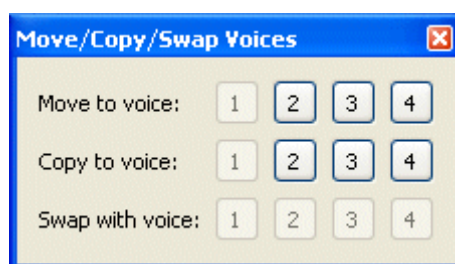 Move/Copy/Swap Voices
Move to voice: 1 2 3 4
Copy to voice: 1 2 3 4
Swap with voice: 1 2 3 4